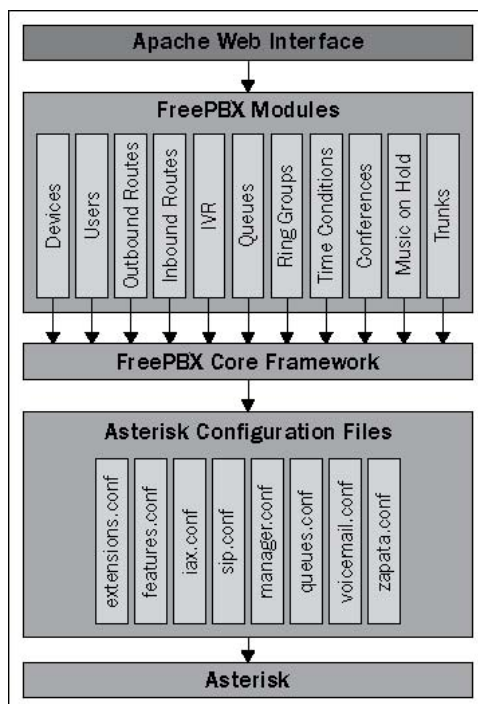 Apache Web Interface
FreePBX Modules
Devices
Users
Outbound Routes
Inbound Routes
IVR
Queues
Ring Groups
Time Conditions
Conferences
Music on Hold
Trunks
FreePBX Core Framework
Asterisk Configuration Files
extensions.conf
features.conf
iax.conf
sip.conf
manager.conf
queues.conf
voicemail.conf
zapata.conf
Asterisk